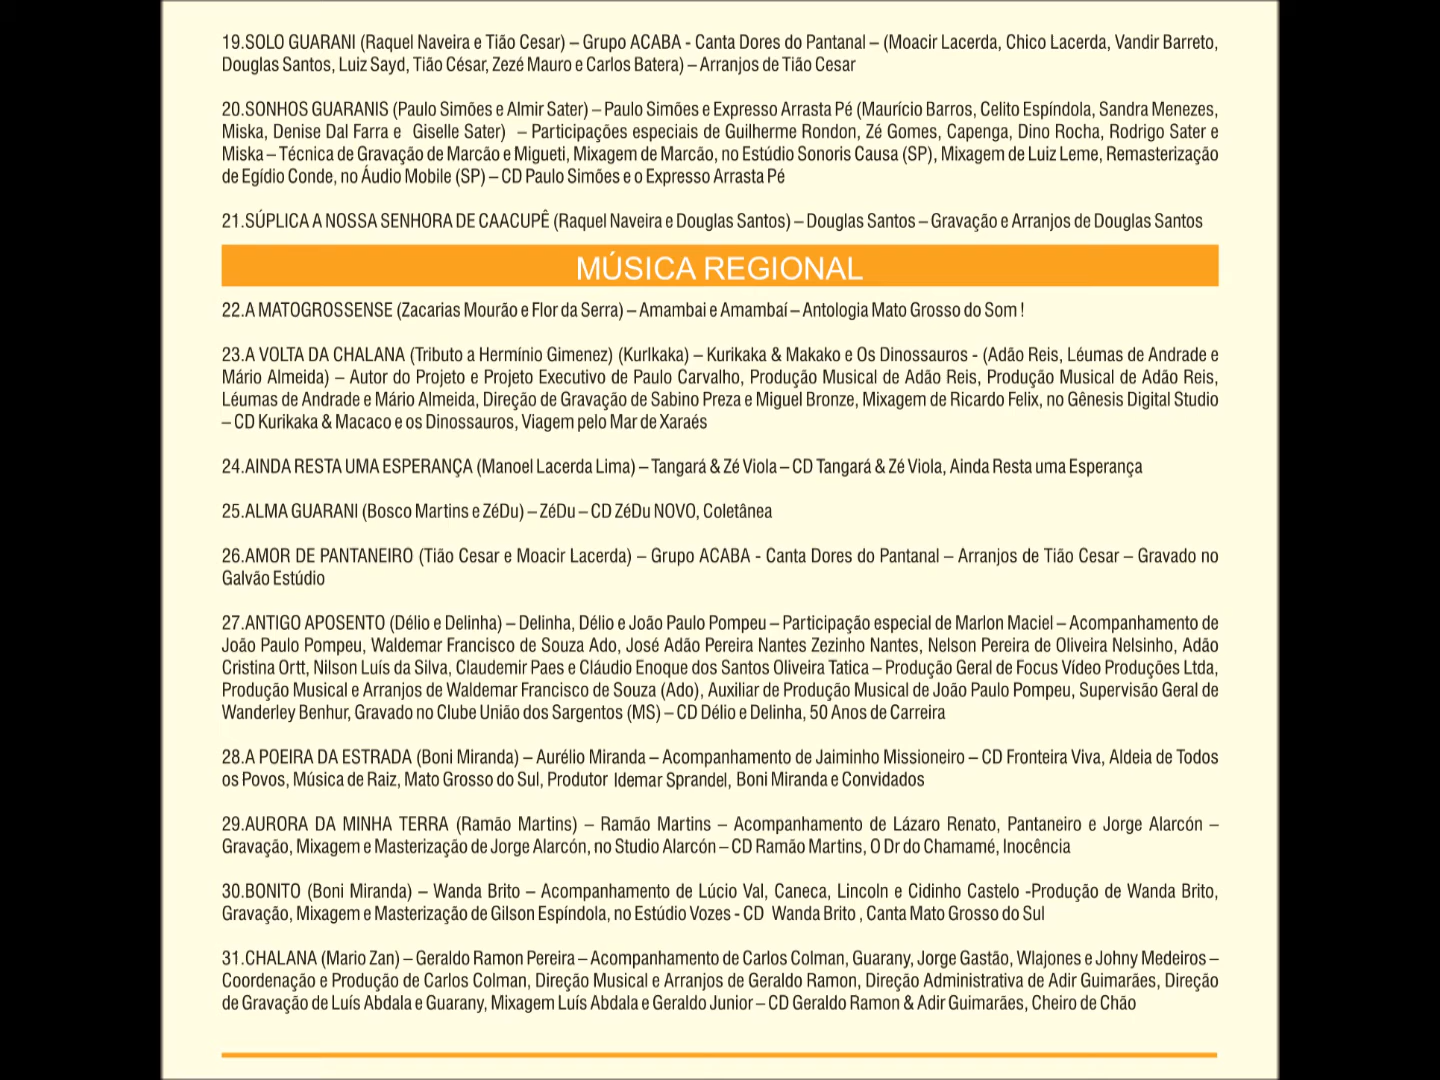 19.SOLO GUARANI (Raquel Naveira e Tião Cesar) – Grupo ACABA - Canta Dores do Pantanal – (Moacir Lacerda, Chico Lacerda, Vandir Barreto,
Douglas Santos, Luiz Sayd, Tião César, Zezé Mauro e Carlos Batera) – Arranjos de Tião Cesar
20.SONHOS GUARANIS (Paulo Simões e Almir Sater) – Paulo Simões e Expresso Arrasta Pé (Maurício Barros, Celito Espíndola, Sandra Menezes,
Miska, Denise Dal Farra e Giselle Sater) – Participações especiais de Guilherme Rondon, Zé Gomes, Capenga, Dino Rocha, Rodrigo Sater e
Miska – Técnica de Gravação de Marcão e Migueti, Mixagem de Marcão, no Estúdio Sonoris Causa (SP), Mixagem de Luiz Leme, Remasterização
de Egídio Conde, no Áudio Mobile (SP) – CD Paulo Simões e o Expresso Arrasta Pé
21.SÚPLICA A NOSSA SENHORA DE CAACUPÊ (Raquel Naveira e Douglas Santos) – Douglas Santos – Gravação e Arranjos de Douglas Santos
MÚSICA REGIONAL
22.A MATOGROSSENSE (Zacarias Mourão e Flor da Serra) – Amambai e Amambaí – Antologia Mato Grosso do Som !
23.A VOLTA DA CHALANA (Tributo a Hermínio Gimenez) (Kurlkaka) – Kurikaka & Makako e Os Dinossauros - (Adão Reis, Léumas de Andrade e
Mário Almeida) – Autor do Projeto e Projeto Executivo de Paulo Carvalho, Produção Musical de Adão Reis, Produção Musical de Adão Reis,
Léumas de Andrade e Mário Almeida, Direção de Gravação de Sabino Preza e Miguel Bronze, Mixagem de Ricardo Felix, no Gênesis Digital Studio
– CD Kurikaka & Macaco e os Dinossauros, Viagem pelo Mar de Xaraés
24.AINDA RESTA UMA ESPERANÇA (Manoel Lacerda Lima) – Tangará & Zé Viola – CD Tangará & Zé Viola, Ainda Resta uma Esperança
25.ALMA GUARANI (Bosco Martins e ZéDu) – ZéDu – CD ZéDu NOVO, Coletânea
26.AMOR DE PANTANEIRO (Tião Cesar e Moacir Lacerda) – Grupo ACABA - Canta Dores do Pantanal – Arranjos de Tião Cesar – Gravado no
Galvão Estúdio
27.ANTIGO APOSENTO (Délio e Delinha) – Delinha, Délio e João Paulo Pompeu – Participação especial de Marlon Maciel – Acompanhamento de
João Paulo Pompeu, Waldemar Francisco de Souza Ado, José Adão Pereira Nantes Zezinho Nantes, Nelson Pereira de Oliveira Nelsinho, Adão
Cristina Ortt, Nilson Luís da Silva, Claudemir Paes e Cláudio Enoque dos Santos Oliveira Tatica – Produção Geral de Focus Vídeo Produções Ltda,
Produção Musical e Arranjos de Waldemar Francisco de Souza (Ado), Auxiliar de Produção Musical de João Paulo Pompeu, Supervisão Geral de
Wanderley Benhur, Gravado no Clube União dos Sargentos (MS) – CD Délio e Delinha, 50 Anos de Carreira
28.A POEIRA DA ESTRADA (Boni Miranda) – Aurélio Miranda – Acompanhamento de Jaiminho Missioneiro – CD Fronteira Viva, Aldeia de Todos
os Povos, Música de Raiz, Mato Grosso do Sul, Produtor Idemar Sprandel, Boni Miranda e Convidados
29.AURORA DA MINHA TERRA (Ramão Martins) – Ramão Martins – Acompanhamento de Lázaro Renato, Pantaneiro e Jorge Alarcón –
Gravação, Mixagem e Masterização de Jorge Alarcón, no Studio Alarcón – CD Ramão Martins, O Dr do Chamamé, Inocência
30.BONITO (Boni Miranda) – Wanda Brito – Acompanhamento de Lúcio Val, Caneca, Lincoln e Cidinho Castelo -Produção de Wanda Brito,
Gravação, Mixagem e Masterização de Gilson Espíndola, no Estúdio Vozes - CD Wanda Brito , Canta Mato Grosso do Sul
31.CHALANA (Mario Zan) – Geraldo Ramon Pereira – Acompanhamento de Carlos Colman, Guarany, Jorge Gastão, Wlajones e Johny Medeiros –
Coordenação e Produção de Carlos Colman, Direção Musical e Arranjos de Geraldo Ramon, Direção Administrativa de Adir Guimarães, Direção
de Gravação de Luís Abdala e Guarany, Mixagem Luís Abdala e Geraldo Junior – CD Geraldo Ramon & Adir Guimarães, Cheiro de Chão